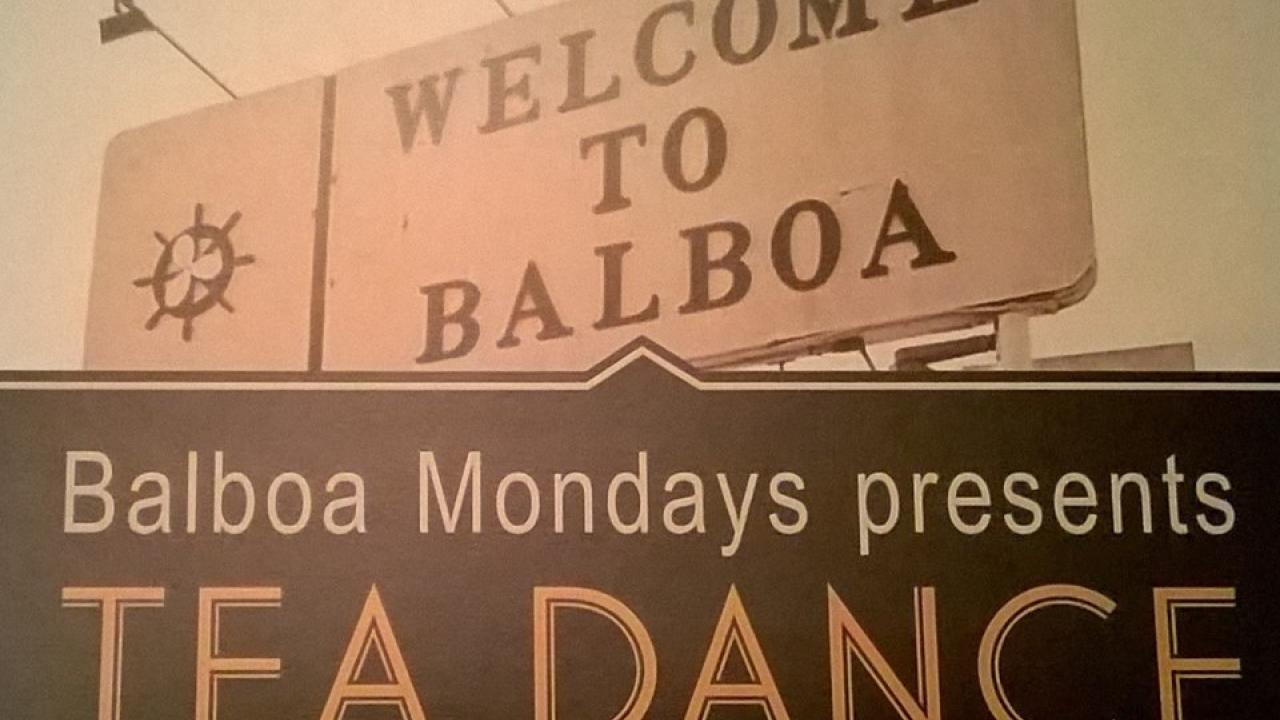 WELCOME
TO
BALBOA
Balboa Mondays presents
TEA DANCE